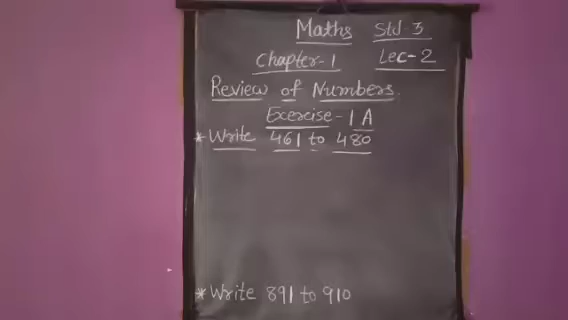 Maths Std 3
Chapter-1 Lec-2
Review of Numbers.
Exercise-1A
* Write 461 to 480
* Write 891 to 910